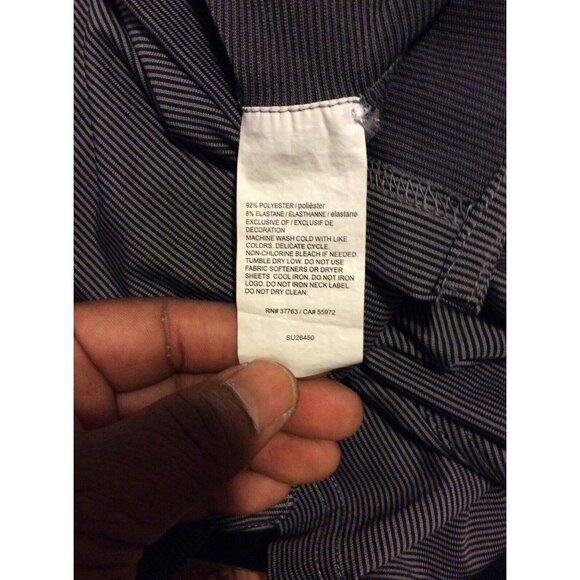 92% POLYESTER / poliéster
8% ELASTANE / ÉLASTHANNE / elastano
EXCLUSIVE OF / EXCLUSIF DE
DECORATION
MACHINE WASH COLD WITH LIKE
COLORS. DELICATE CYCLE.
NON-CHLORINE BLEACH IF NEEDED.
TUMBLE DRY LOW. DO NOT USE
FABRIC SOFTENERS OR DRYER
SHEETS. COOL IRON. DO NOT IRON
LOGO. DO NOT IRON NECK LABEL.
DO NOT DRY CLEAN.
RN# 37763 / CA# 55972
SU26450